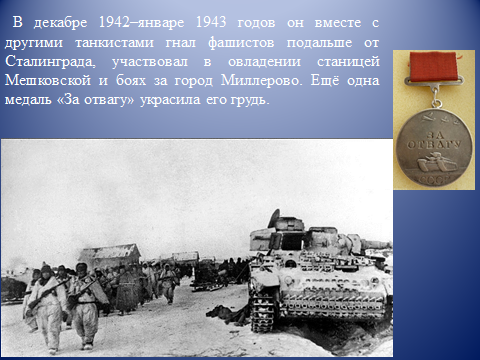 В декабре 1942–январе 1943 годов он вместе с
другими танкистами гнал фашистов подальше от
Сталинграда, участвовал в овладении станицей
Мешковской и боях за город Миллерово. Ещё одна
медаль «За отвагу» украсила его грудь.
ЗА
ОТВАГУ
СССР